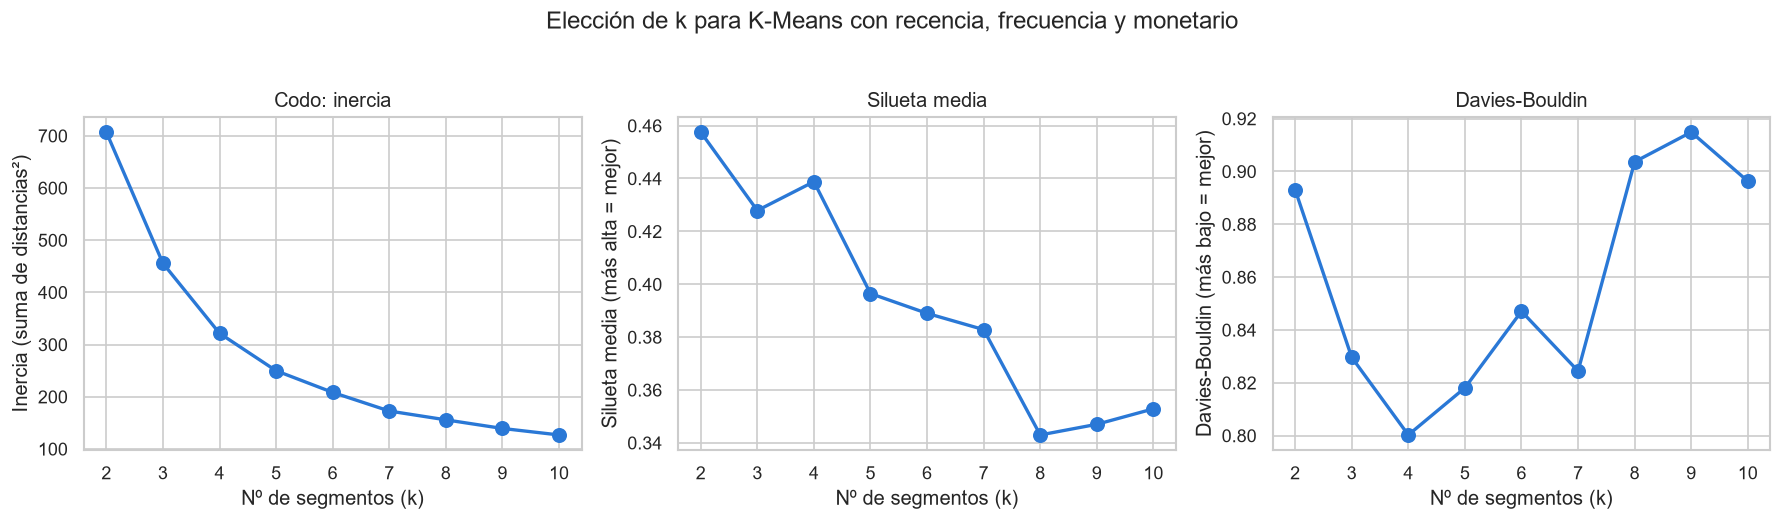 Elección de k para K-Means con recencia, frecuencia y monetario
Codo: inercia
Inercia (suma de distancias²)
700
600
500
400
300
200
100
2 3 4 5 6 7 8 9 10
Nº de segmentos (k)
Silueta media
Silueta media (más alta = mejor)
0.46
0.44
0.42
0.40
0.38
0.36
0.34
2 3 4 5 6 7 8 9 10
Nº de segmentos (k)
Davies-Bouldin
Davies-Bouldin (más bajo = mejor)
0.92
0.90
0.88
0.86
0.84
0.82
0.80
2 3 4 5 6 7 8 9 10
Nº de segmentos (k)